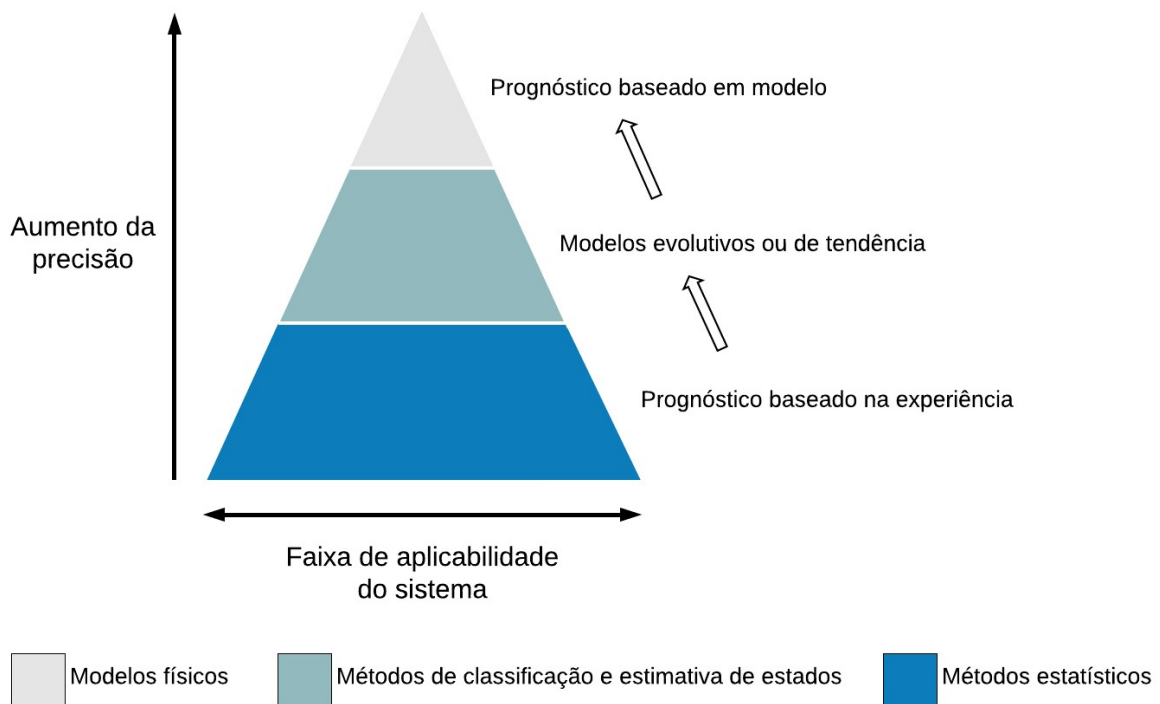 Prognóstico baseado em modelo
Aumento da
precisão
Modelos evolutivos ou de tendência
Prognóstico baseado na experiência
Faixa de aplicabilidade
do sistema
Modelos físicos
Métodos de classificação e estimativa de estados
Métodos estatísticos